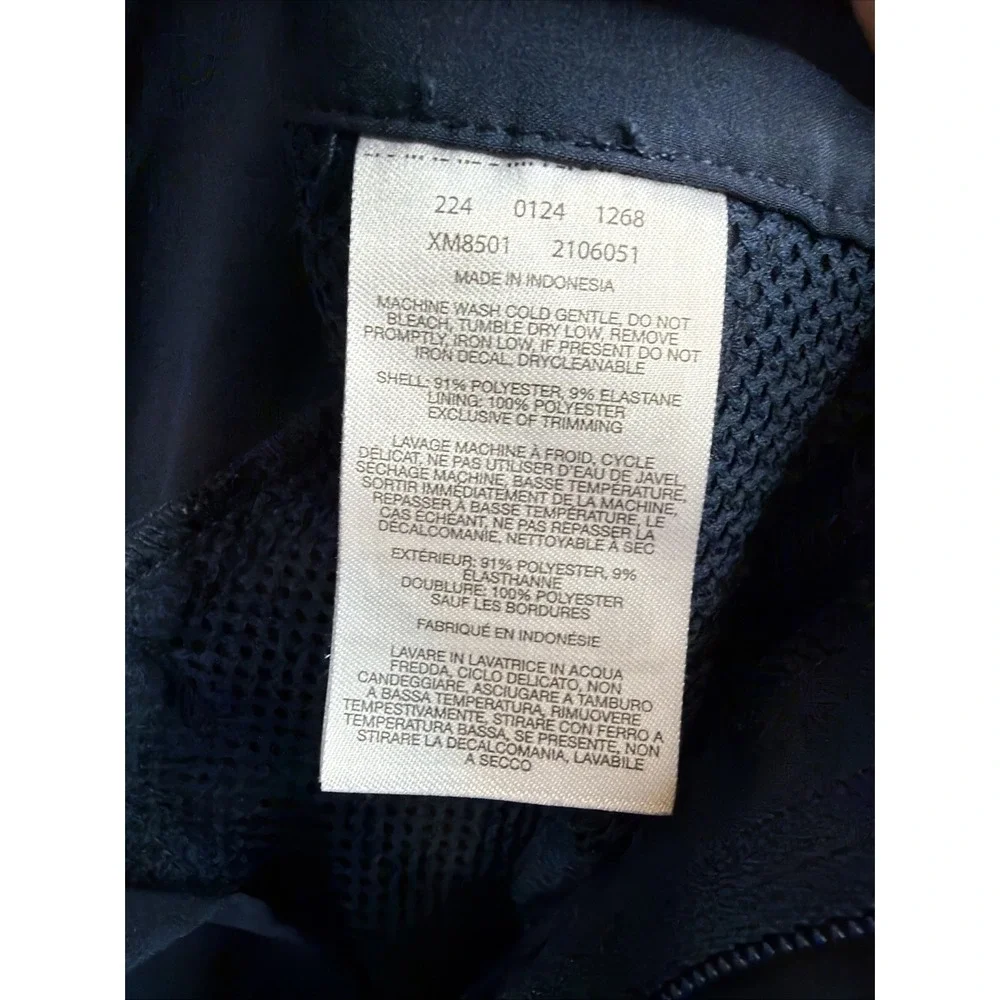 224 0124 1268
XM8501 2106051
MADE IN INDONESIA
MACHINE WASH COLD GENTLE, DO NOT
BLEACH, TUMBLE DRY LOW, REMOVE
PROMPTLY, IRON LOW, IF PRESENT DO NOT
IRON DECAL, DRYCLEANABLE
SHELL: 91% POLYESTER, 9% ELASTANE
LINING: 100% POLYESTER
EXCLUSIVE OF TRIMMING
LAVAGE MACHINE À FROID, CYCLE
DÉLICAT, NE PAS UTILISER D'EAU DE JAVEL,
SÉCHAGE MACHINE, BASSE TEMPÉRATURE,
SORTIR IMMÉDIATEMENT DE LA MACHINE,
REPASSER À BASSE TEMPÉRATURE, LE
CAS ÉCHEANT, NE PAS REPASSER LA
DÉCALCOMANIE, NETTOYABLE À SEC
EXTÉRIEUR: 91% POLYESTER, 9%
ÉLASTHANNE
DOUBLURE: 100% POLYESTER
SAUF LES BORDURES
FABRIQUÉ EN INDONÉSIE
LAVARE IN LAVATRICE IN ACQUA
FREDDA, CICLO DELICATO, NON
CANDEGGIARE, ASCIUGARE A TAMBURO
A BASSA TEMPERATURA, RIMUOVERE
TEMPESTIVAMENTE, STIRARE CON FERRO A
TEMPERATURA BASSA, SE PRESENTE, NON
STIRARE LA DECALCOMANIA, LAVABILE
A SECCO